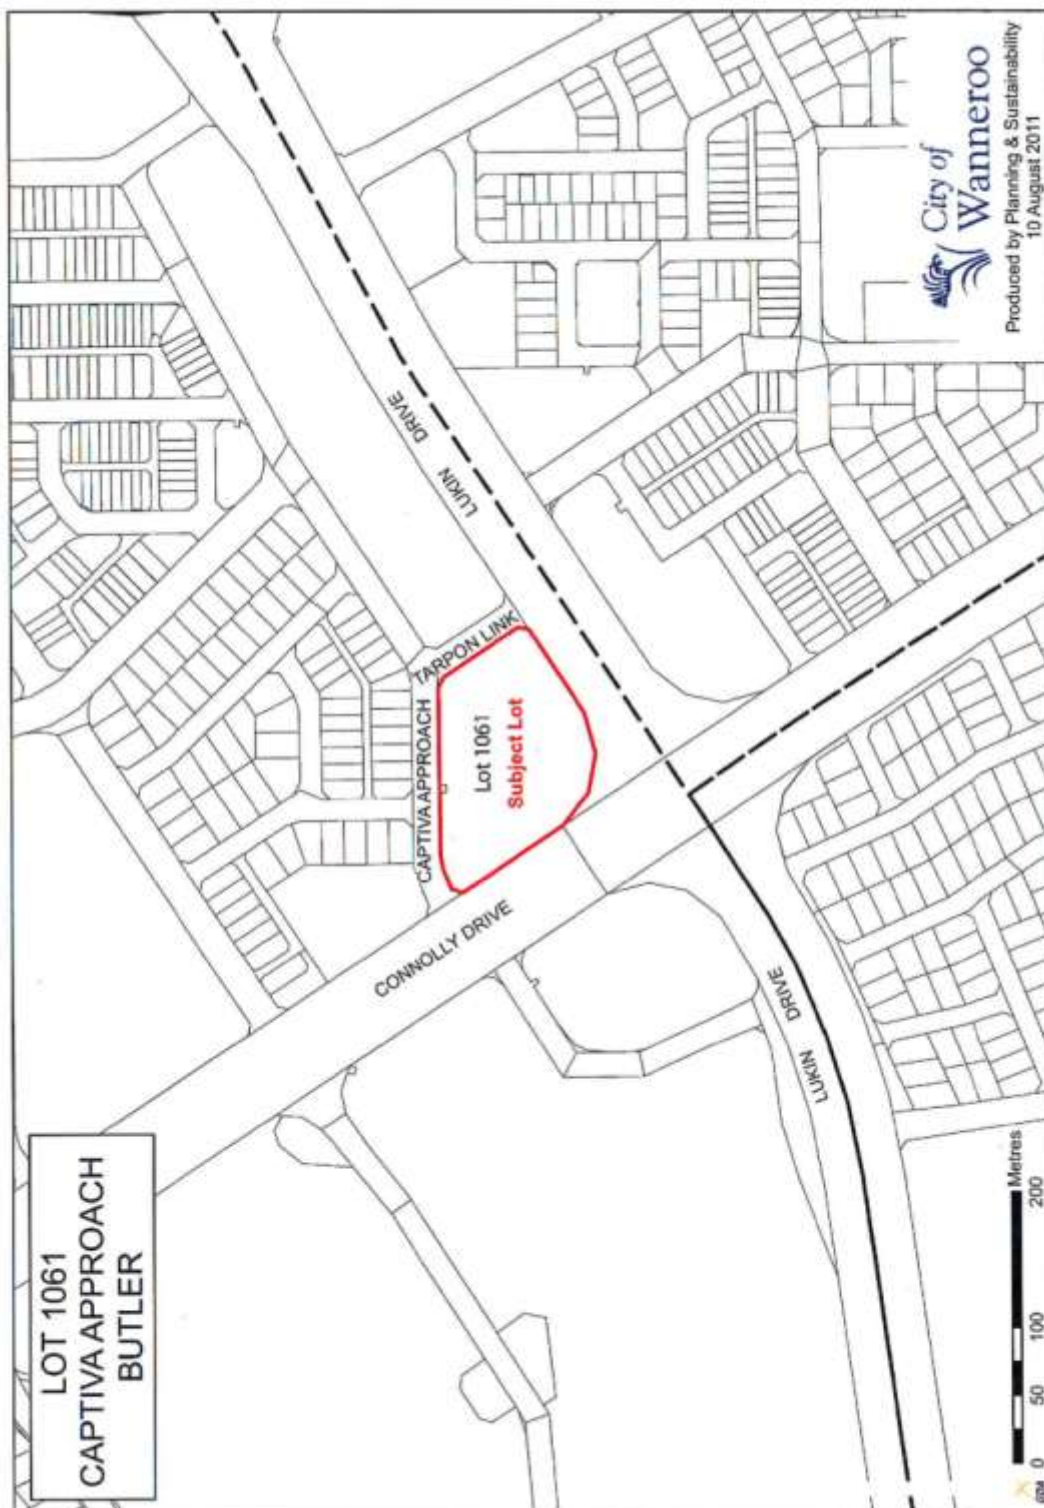 LOT 1061
CAPTIVA APPROACH
BUTLER
CONNOLLY DRIVE
CAPTIVA APPROACH
TARPON LINK
LUKIN DRIVE
Lot 1061
Subject Lot
LUKIN DRIVE
City of
Wanneroo
Produced by Planning & Sustainability
10 August 2011
0 50 100 200
Metres